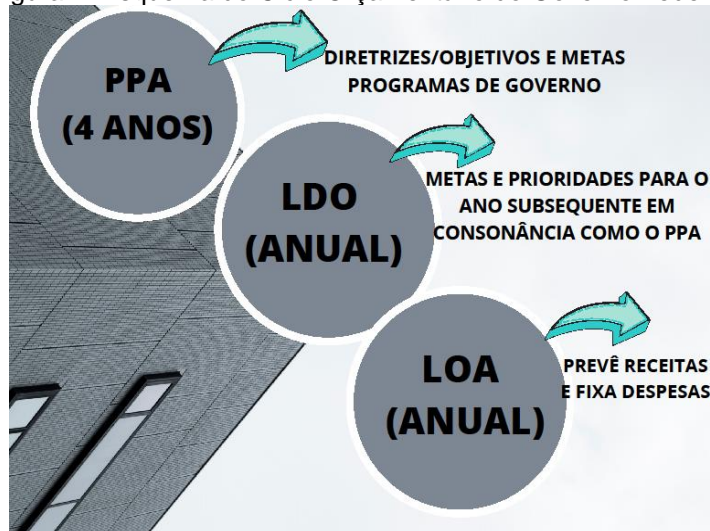 PPA
(4 ANOS)
DIRETRIZES/OBJETIVOS E METAS
PROGRAMAS DE GOVERNO
LDO
(ANUAL)
METAS E PRIORIDADES PARA O
ANO SUBSEQUENTE EM
CONSONÂNCIA COMO O PPA
LOA
(ANUAL)
PREVÊ RECEITAS
E FIXA DESPESAS